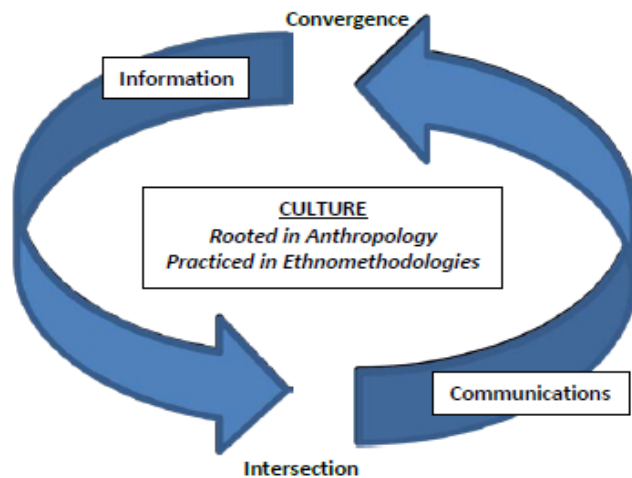 Convergence
Information
CULTURE
Rooted in Anthropology
Practiced in Ethnomethodologies
Communications
Intersection